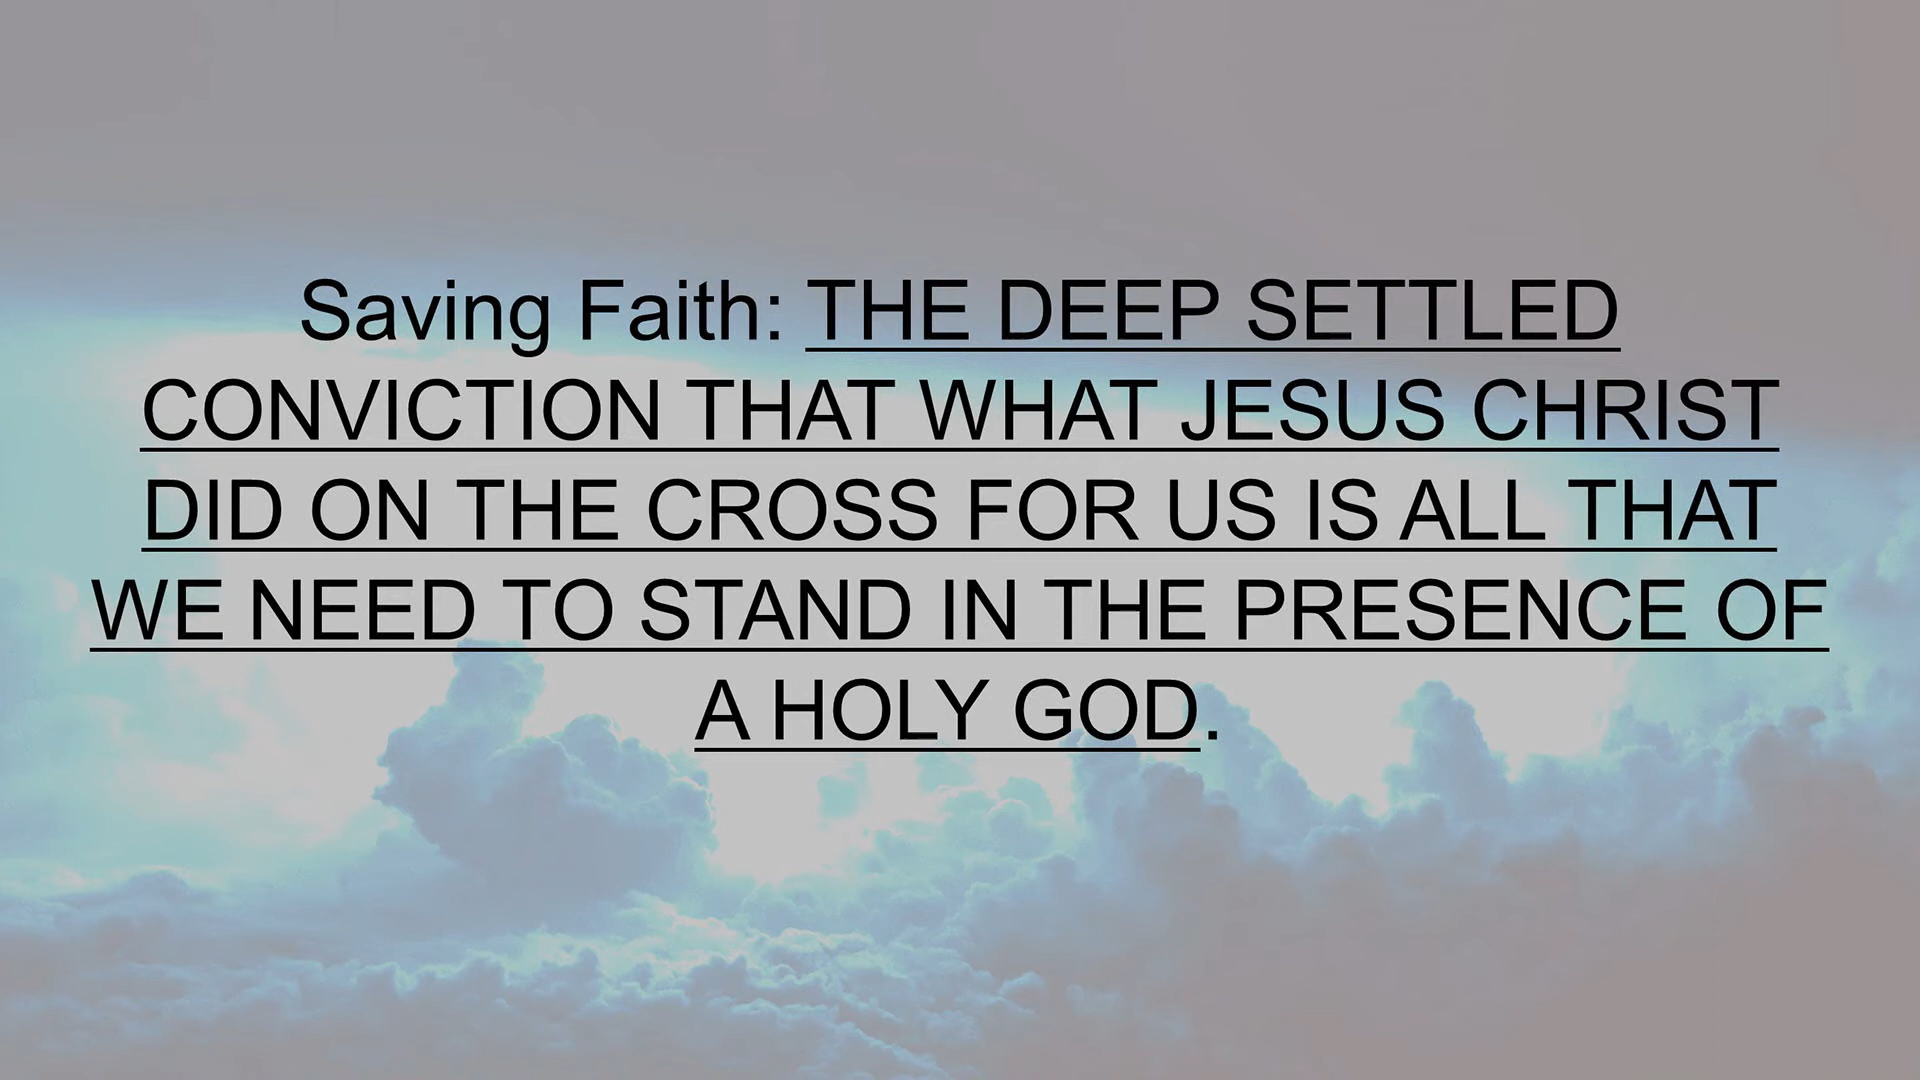 Saving Faith: THE DEEP SETTLED
CONVICTION THAT WHAT JESUS CHRIST
DID ON THE CROSS FOR US IS ALL THAT
WE NEED TO STAND IN THE PRESENCE OF
A HOLY GOD.